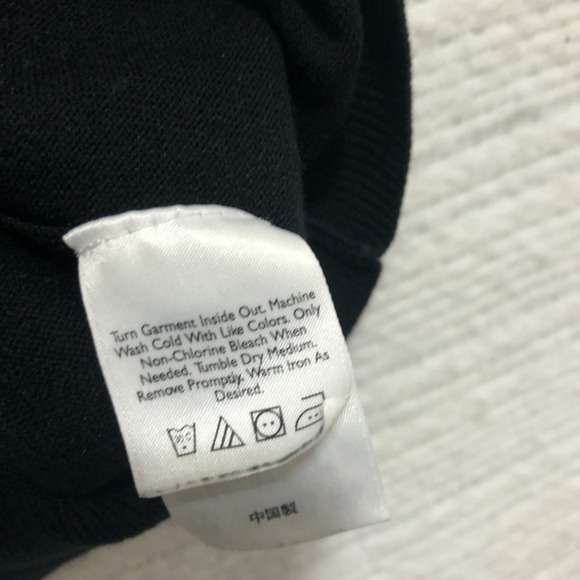 Turn Garment Inside Out. Machine
Wash Cold With Like Colors. Only
Non-Chlorine Bleach When
Needed. Tumble Dry Medium.
Remove Promptly. Warm Iron As
Desired.
30 C
中国製